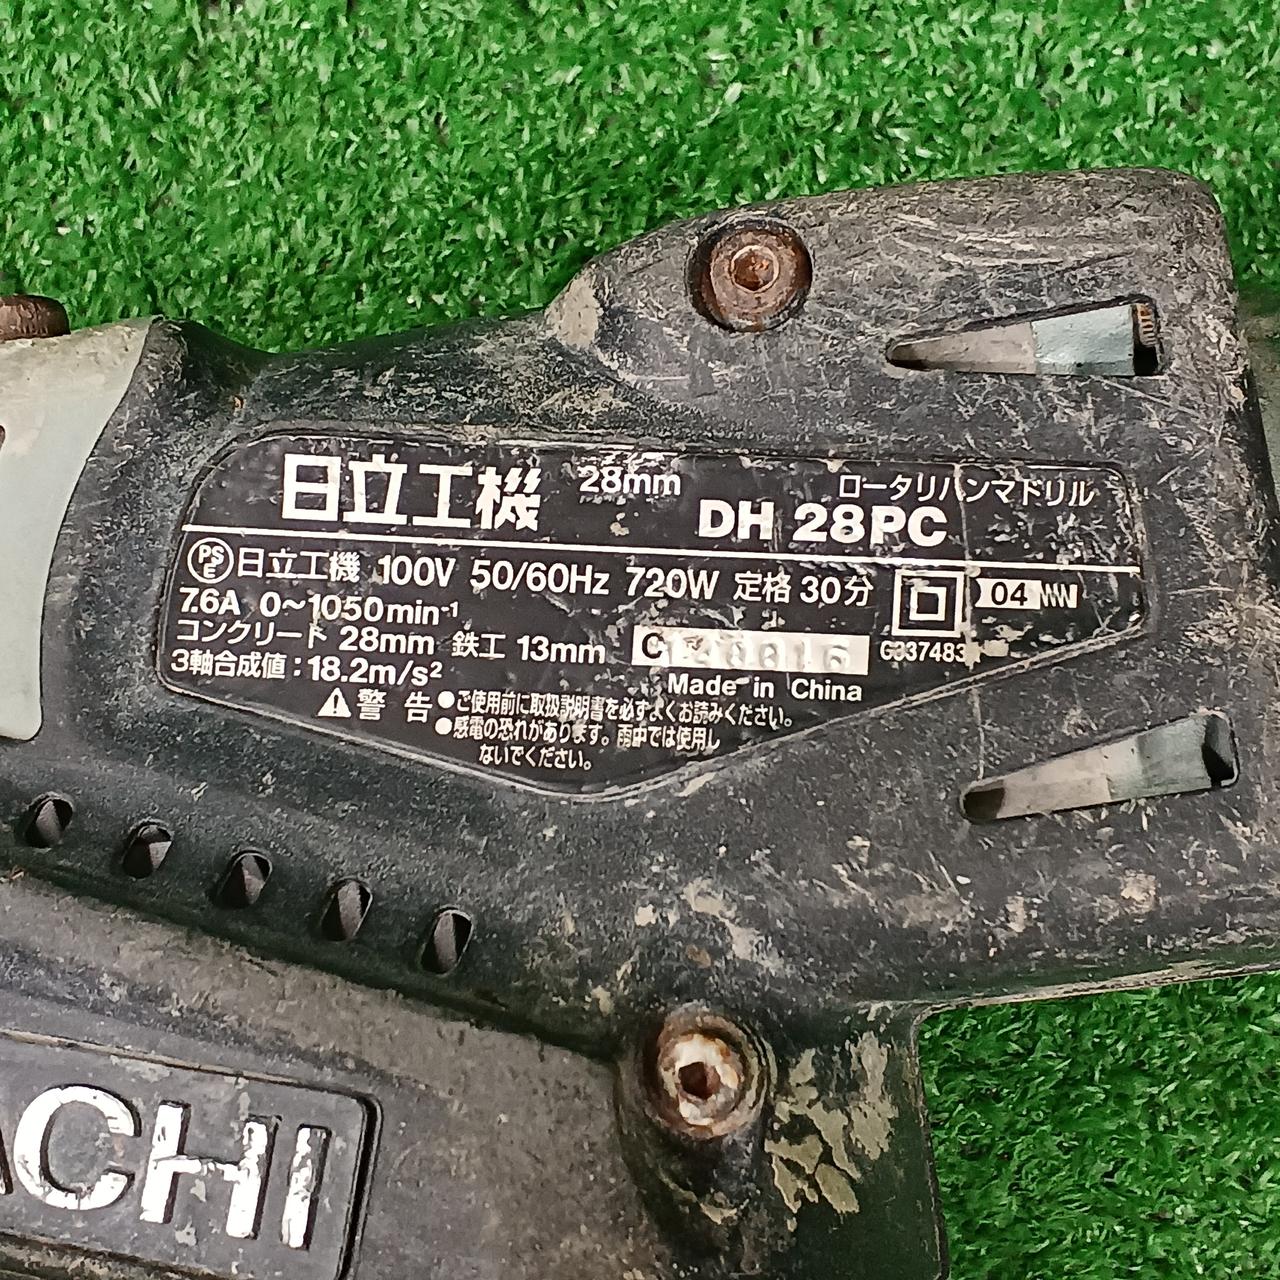 日立工機 28mm ロータリハンマドリル
DH 28PC
PS
E
日立工機 100V 50/60Hz 720W 定格 30分 04
7.6A 0～1050min⁻¹
コンクリート 28mm 鉄工 13mm C
G337483
3軸合成値：18.2m/s²
Made in China
警告 ●ご使用前に取扱説明書を必ずよくお読みください。
●感電の恐れがあります。雨中では使用し
ないでください。
ACHI